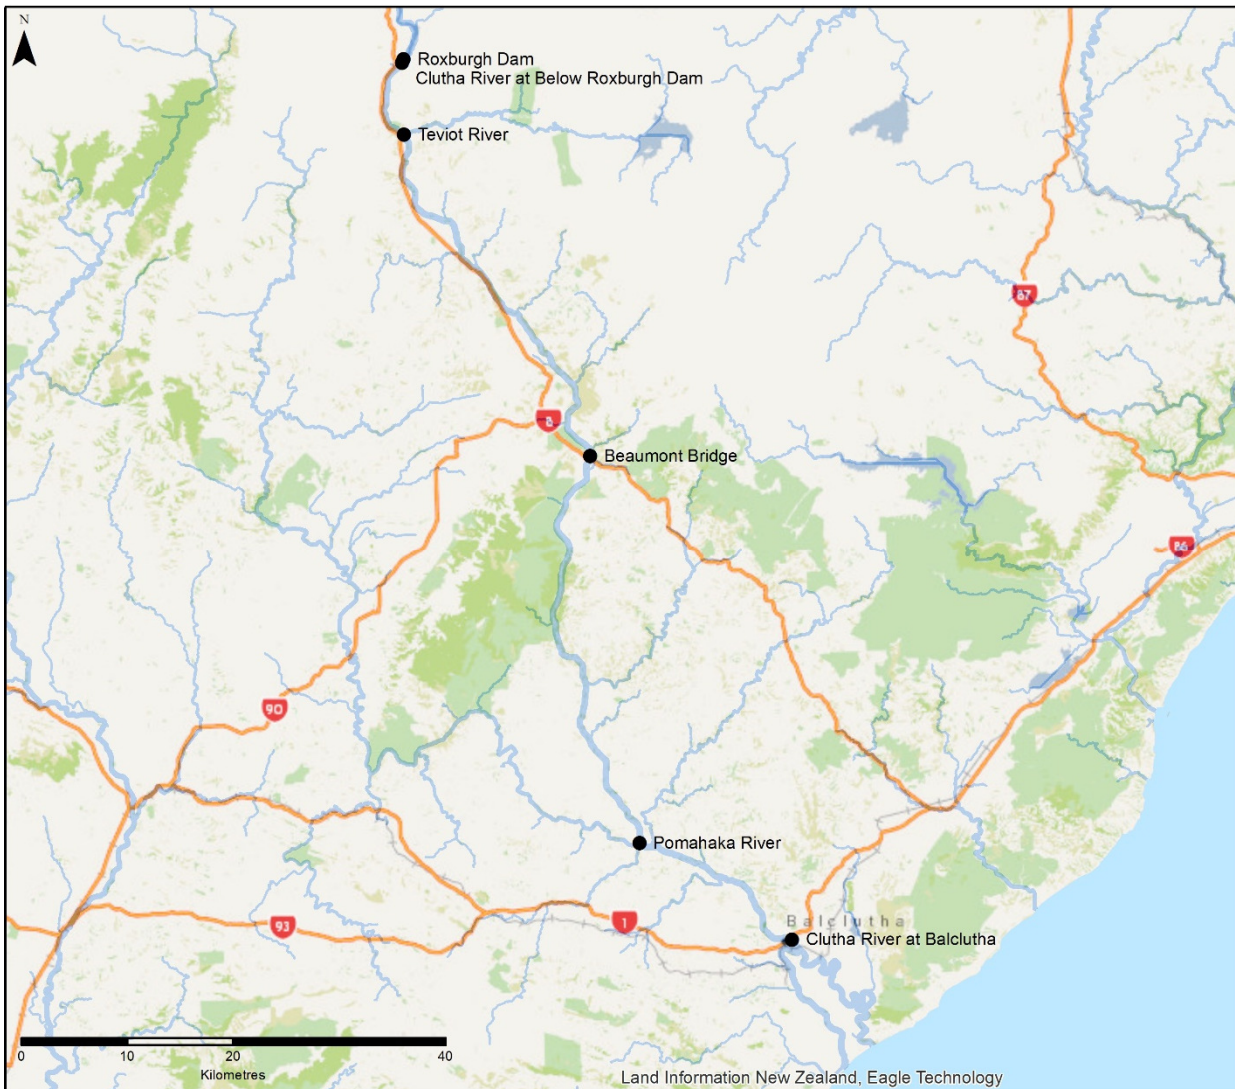 N
Roxburgh Dam
Clutha River at Below Roxburgh Dam
Teviot River
87
8
Beaumont Bridge
86
90
Pomahaka River
Balclutha
1
93
Clutha River at Balclutha
0 10 20 40
Kilometres
Land Information New Zealand, Eagle Technology